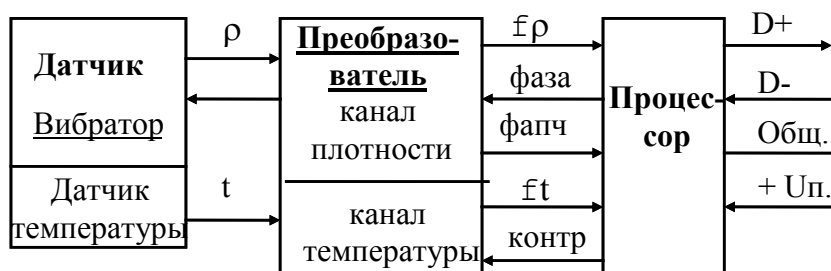 Датчик
Вибратор
Датчик
температуры
ρ
t
Преобразо-
ватель
канал
плотности
канал
температуры
fρ
фаза
фапч
ft
контр
Процес-
сор
D+
D-
Общ.
+ Uп.